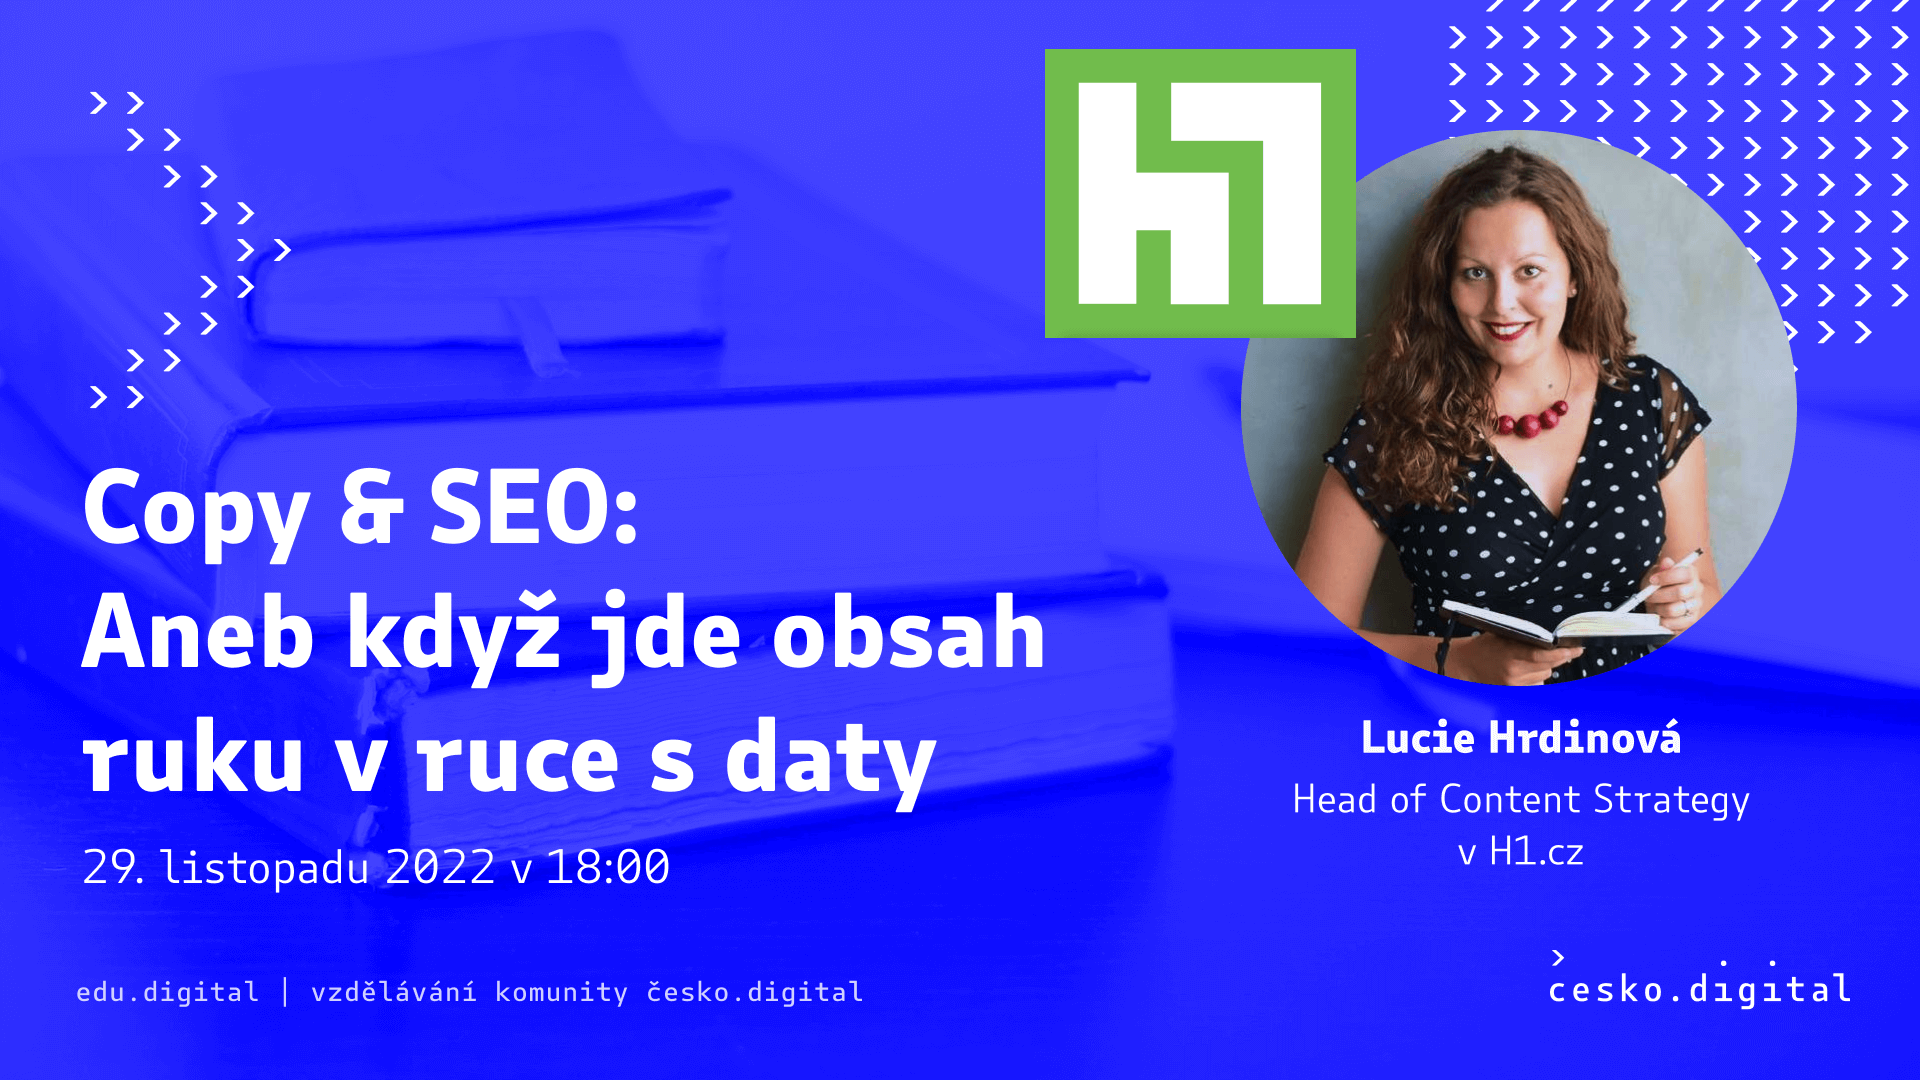 h1
Copy & SEO:
Aneb když jde obsah
ruku v ruce s daty
29. listopadu 2022 v 18:00
Lucie Hrdinová
Head of Content Strategy
v H1.cz
edu.digital | vzdělávání komunity česko.digital
česko.digital